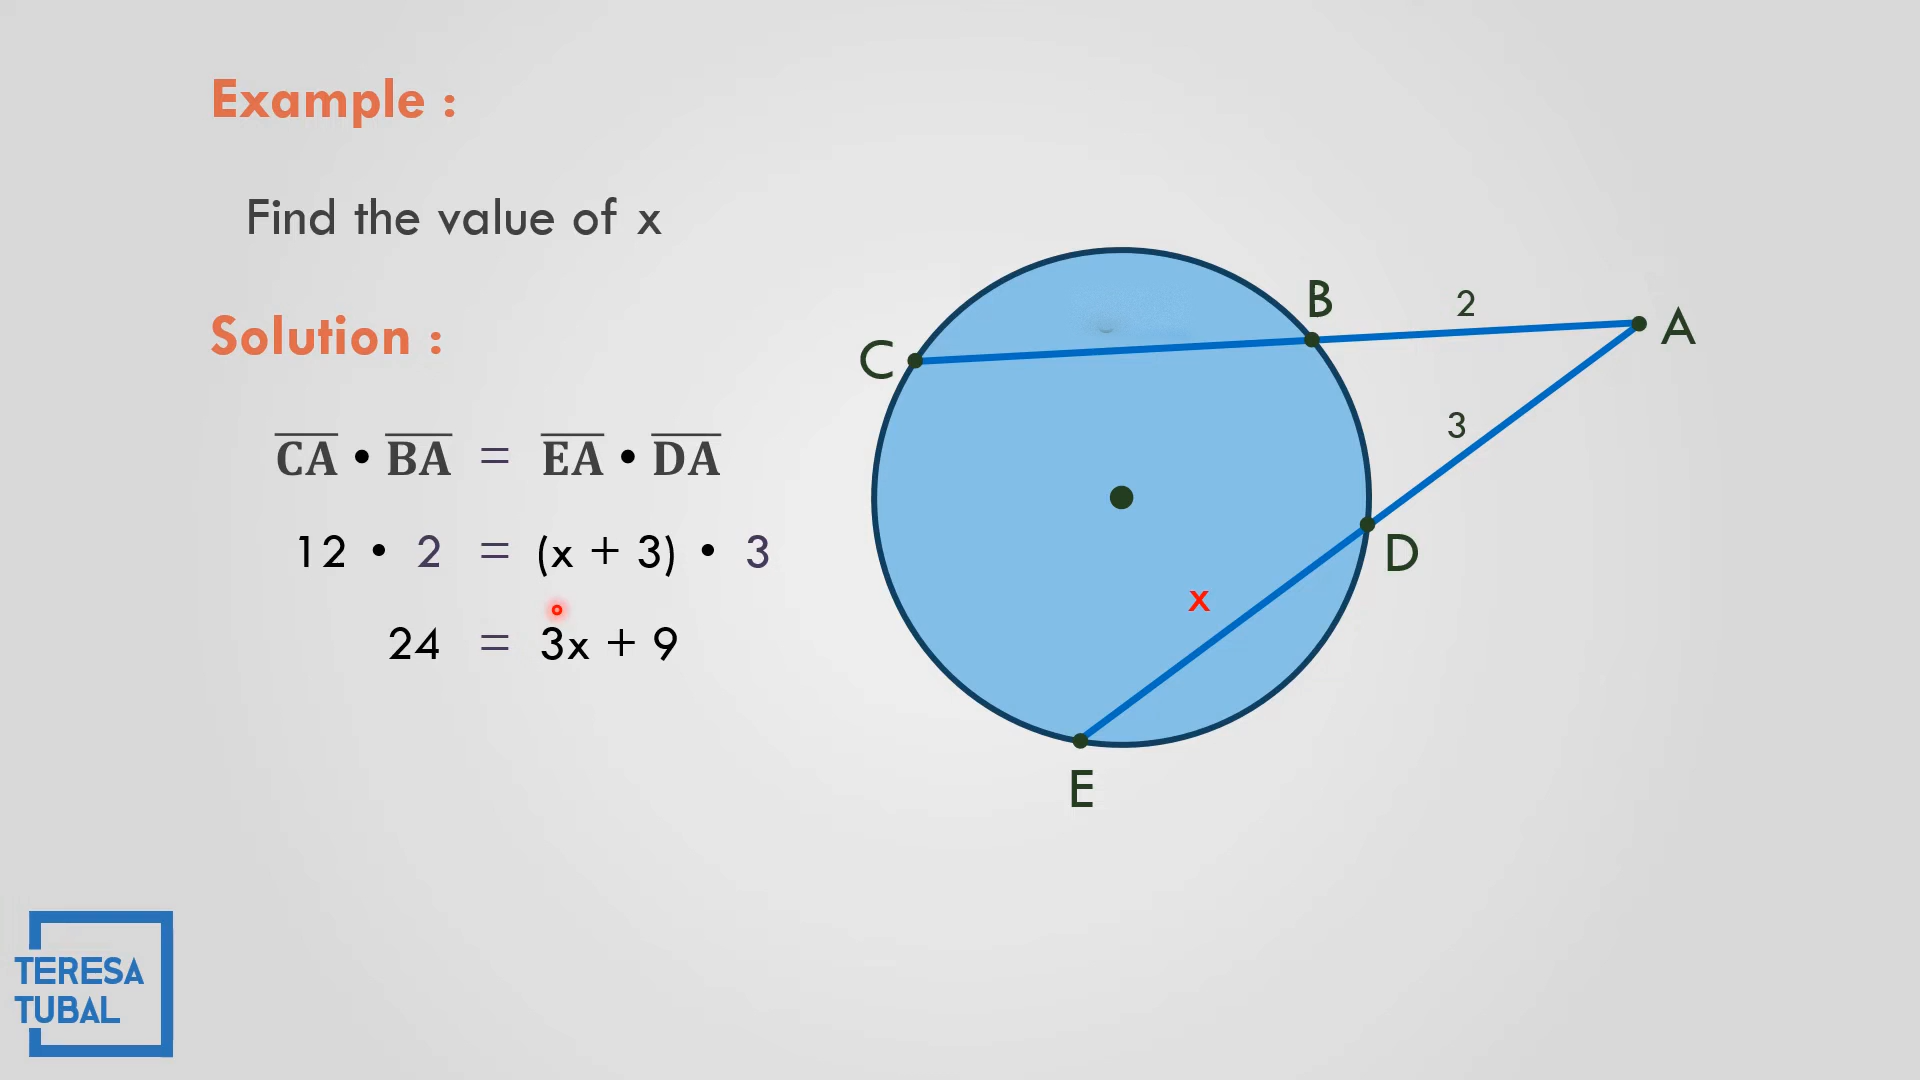 Example :
Find the value of x
Solution :
CA • BA = EA • DA
12 • 2 = (x + 3) • 3
24 = 3x + 9
C
B
2
A
3
D
x
E
TERESA
TUBAL